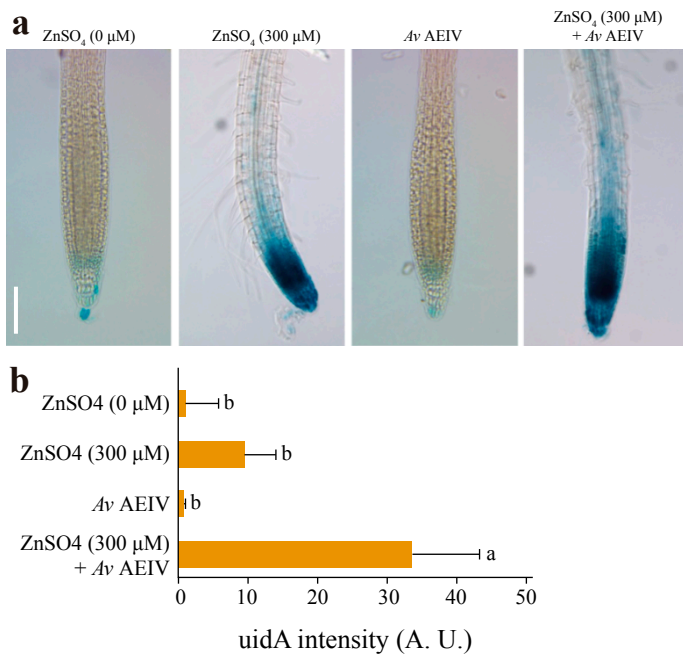 a
ZnSO₄ (0 μM)
ZnSO₄ (300 μM)
Av AEIV
ZnSO₄ (300 μM)
+ Av AEIV
b
ZnSO4 (0 μM)
b
ZnSO4 (300 μM)
b
Av AEIV
b
ZnSO4 (300 μM)
+ Av AEIV
a
0 10 20 30 40 50
uidA intensity (A. U.)